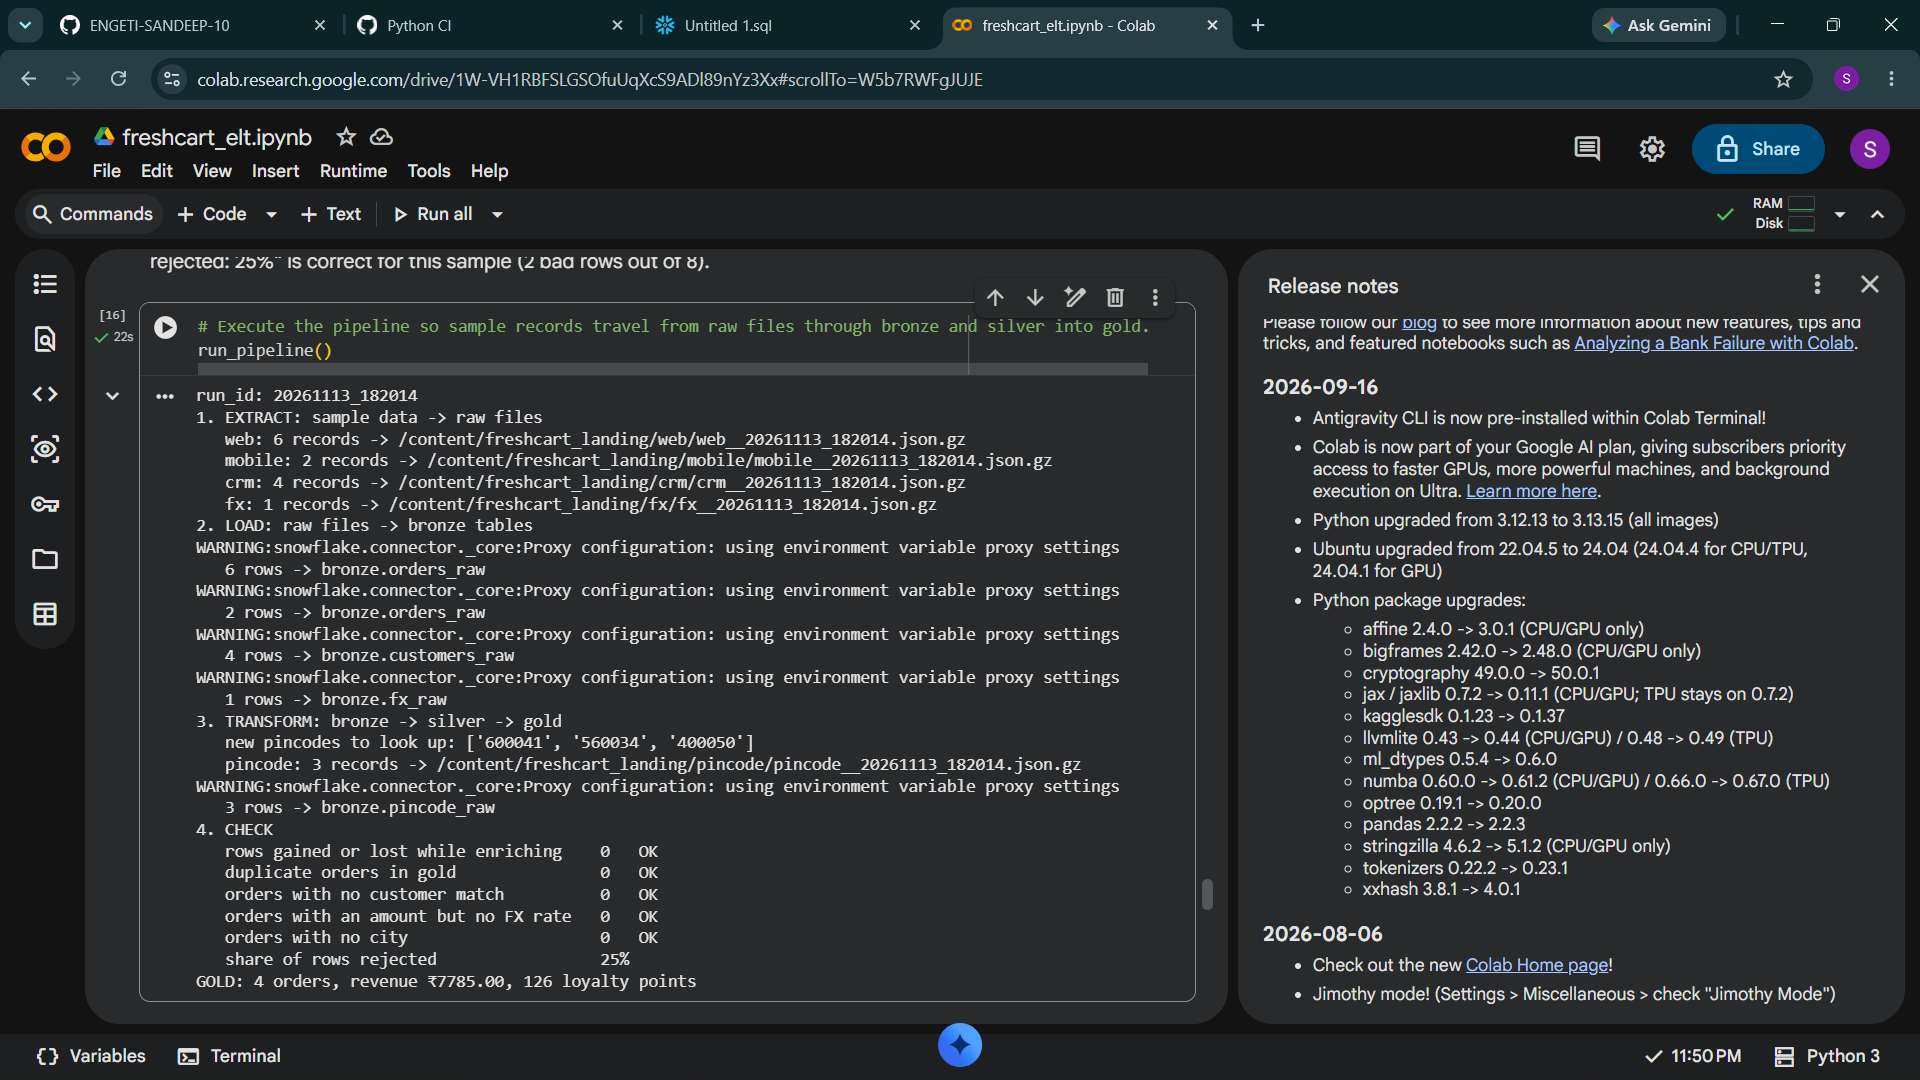 ENGETI-SANDEEP-10
Python CI
Untitled 1.sql
freshcart_elt.ipynb - Colab
Ask Gemini
colab.research.google.com/drive/1W-VH1RBFSLGSOfuUqXcS9ADl89nYz3Xx#scrollTo=W5b7RWFgJUJE
S
CO
freshcart_elt.ipynb
File Edit View Insert Runtime Tools Help
Share
S
Commands + Code + Text Run all
RAM
Disk
rejected: 25%" is correct for this sample (2 bad rows out of 8).
[16]
22s
# Execute the pipeline so sample records travel from raw files through bronze and silver into gold.
run_pipeline()
run_id: 20261113_182014
1. EXTRACT: sample data -> raw files
web: 6 records -> /content/freshcart_landing/web/web__20261113_182014.json.gz
mobile: 2 records -> /content/freshcart_landing/mobile/mobile__20261113_182014.json.gz
crm: 4 records -> /content/freshcart_landing/crm/crm__20261113_182014.json.gz
fx: 1 records -> /content/freshcart_landing/fx/fx__20261113_182014.json.gz
2. LOAD: raw files -> bronze tables
WARNING:snowflake.connector._core:Proxy configuration: using environment variable proxy settings
6 rows -> bronze.orders_raw
WARNING:snowflake.connector._core:Proxy configuration: using environment variable proxy settings
2 rows -> bronze.orders_raw
WARNING:snowflake.connector._core:Proxy configuration: using environment variable proxy settings
4 rows -> bronze.customers_raw
WARNING:snowflake.connector._core:Proxy configuration: using environment variable proxy settings
1 rows -> bronze.fx_raw
3. TRANSFORM: bronze -> silver -> gold
new pincodes to look up: ['600041', '560034', '400050']
pincode: 3 records -> /content/freshcart_landing/pincode/pincode__20261113_182014.json.gz
WARNING:snowflake.connector._core:Proxy configuration: using environment variable proxy settings
3 rows -> bronze.pincode_raw
4. CHECK
rows gained or lost while enriching 0 OK
duplicate orders in gold 0 OK
orders with no customer match 0 OK
orders with an amount but no FX rate 0 OK
orders with no city 0 OK
share of rows rejected 25%
GOLD: 4 orders, revenue ₹7785.00, 126 loyalty points
Release notes
Please follow our blog to see more information about new features, tips and
tricks, and featured notebooks such as Analyzing a Bank Failure with Colab.
2026-09-16
• Antigravity CLI is now pre-installed within Colab Terminal!
• Colab is now part of your Google AI plan, giving subscribers priority
access to faster GPUs, more powerful machines, and background
execution on Ultra. Learn more here.
• Python upgraded from 3.12.13 to 3.13.15 (all images)
• Ubuntu upgraded from 22.04.5 to 24.04 (24.04.4 for CPU/TPU,
24.04.1 for GPU)
• Python package upgrades:
◦ affine 2.4.0 -> 3.0.1 (CPU/GPU only)
◦ bigframes 2.42.0 -> 2.48.0 (CPU/GPU only)
◦ cryptography 49.0.0 -> 50.0.1
◦ jax / jaxlib 0.7.2 -> 0.11.1 (CPU/GPU; TPU stays on 0.7.2)
◦ kagglesdk 0.1.23 -> 0.1.37
◦ llvmlite 0.43 -> 0.44 (CPU/GPU) / 0.48 -> 0.49 (TPU)
◦ ml_dtypes 0.5.4 -> 0.6.0
◦ numba 0.60.0 -> 0.61.2 (CPU/GPU) / 0.66.0 -> 0.67.0 (TPU)
◦ optree 0.19.1 -> 0.20.0
◦ pandas 2.2.2 -> 2.2.3
◦ stringzilla 4.6.2 -> 5.1.2 (CPU/GPU only)
◦ tokenizers 0.22.2 -> 0.23.1
◦ xxhash 3.8.1 -> 4.0.1
2026-08-06
• Check out the new Colab Home page!
• Jimothy mode! (Settings > Miscellaneous > check "Jimothy Mode")
Variables Terminal
11:50 PM Python 3